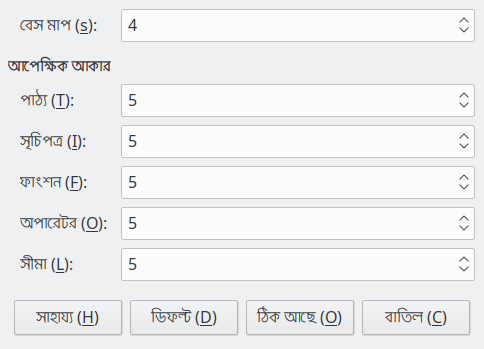 বেস মাপ (s): 4
আপেক্ষিক আকার
পাঠ্য (T): 5
সূচিপত্র (I): 5
ফাংশন (F): 5
অপারেটর (O): 5
সীমা (L): 5
সাহায্য (H) ডিফল্ট (D) ঠিক আছে (O) বাতিল (C)